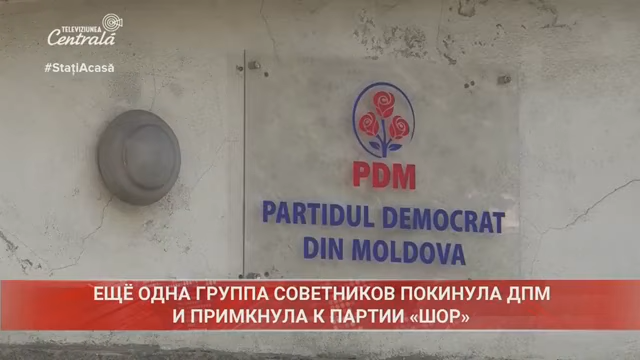 TELEVIZIUNEA
Centrală
#StațiAcasă
PDM
PARTIDUL DEMOCRAT
DIN MOLDOVA
ЕЩЁ ОДНА ГРУППА СОВЕТНИКОВ ПОКИНУЛА ДПМ
И ПРИМКНУЛА К ПАРТИИ «ШОР»